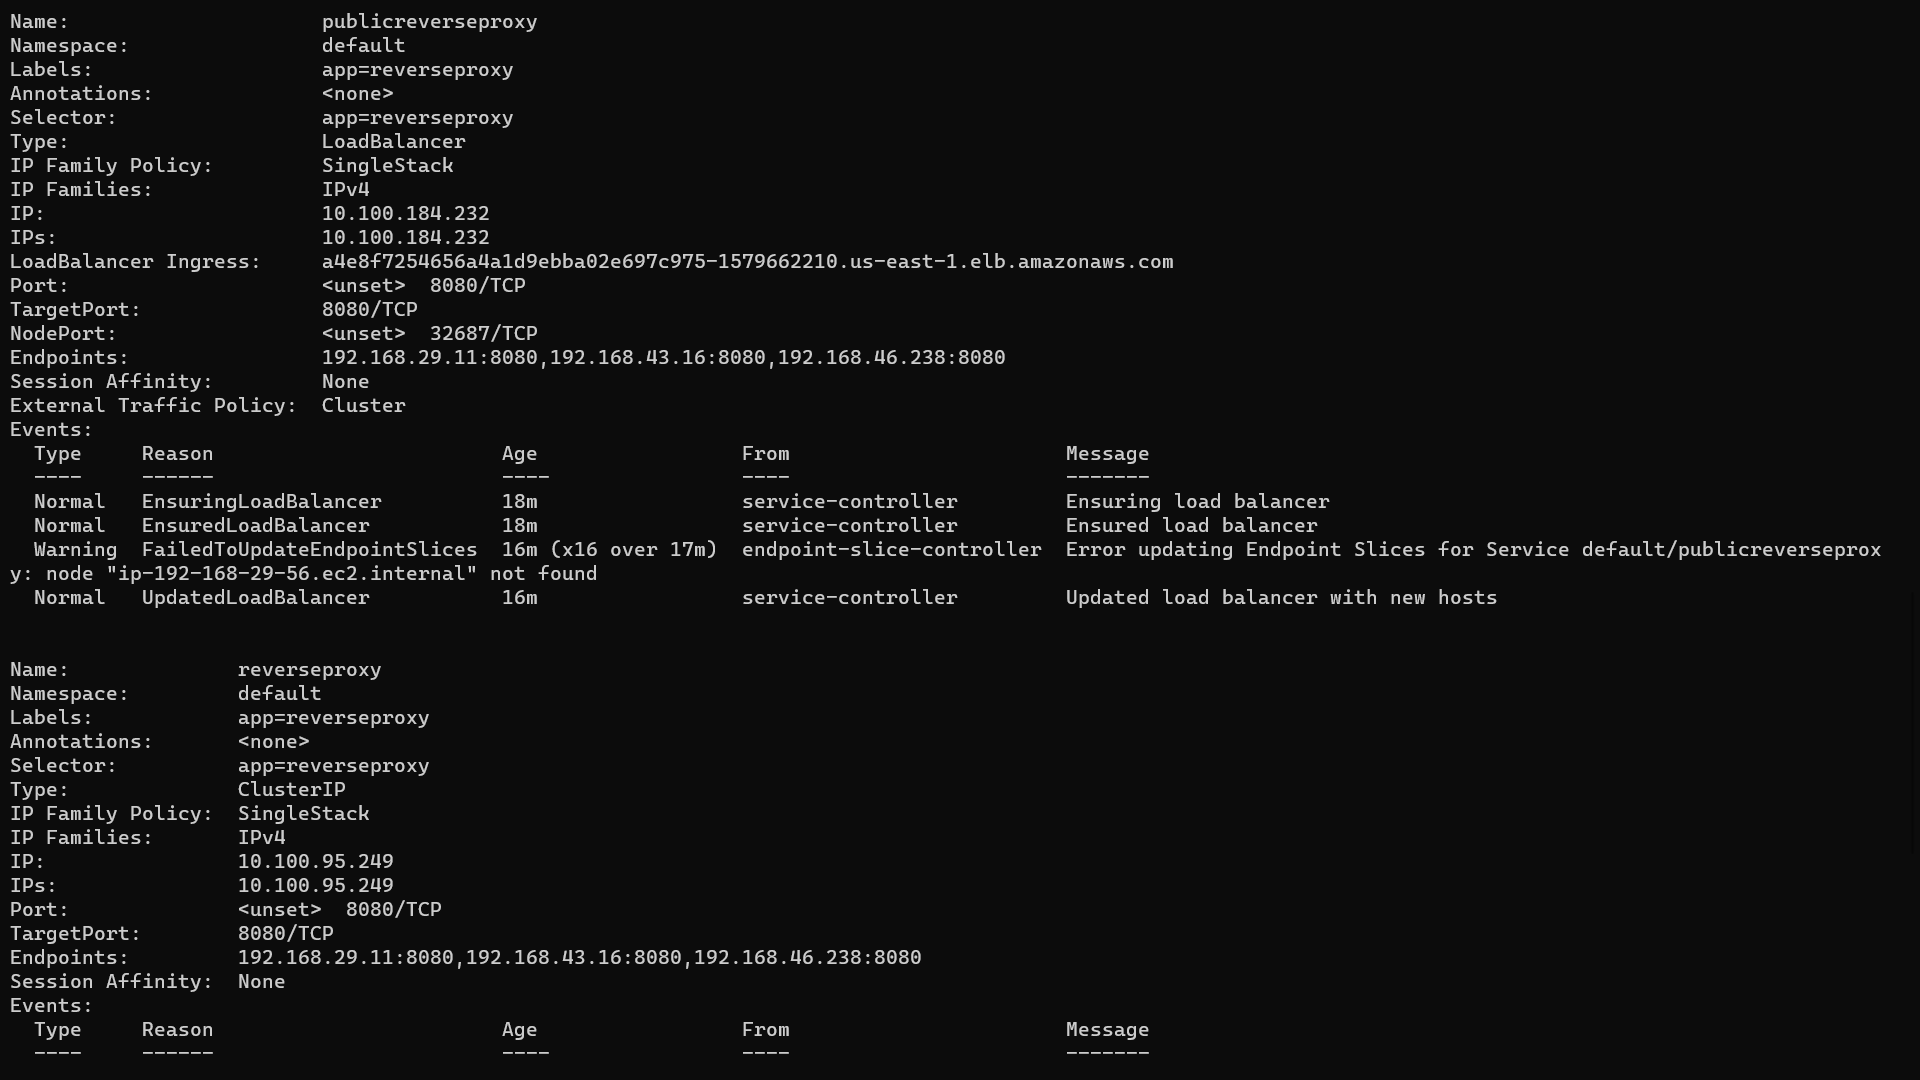 Name:                     publicreverseproxy
Namespace:                default
Labels:                   app=reverseproxy
Annotations:              <none>
Selector:                 app=reverseproxy
Type:                     LoadBalancer
IP Family Policy:         SingleStack
IP Families:              IPv4
IP:                       10.100.184.232
IPs:                      10.100.184.232
LoadBalancer Ingress:     a4e8f7254656a4a1d9ebba02e697c975-1579662210.us-east-1.elb.amazonaws.com
Port:                     <unset>  8080/TCP
TargetPort:               8080/TCP
NodePort:                 <unset>  32687/TCP
Endpoints:                192.168.29.11:8080,192.168.43.16:8080,192.168.46.238:8080
Session Affinity:         None
External Traffic Policy:  Cluster
Events:
  Type     Reason                        Age                 From                       Message
  ----     ------                        ----                ----                       -------
  Normal   EnsuringLoadBalancer          18m                 service-controller         Ensuring load balancer
  Normal   EnsuredLoadBalancer           18m                 service-controller         Ensured load balancer
  Warning  FailedToUpdateEndpointSlices  16m (x16 over 17m)  endpoint-slice-controller  Error updating Endpoint Slices for Service default/publicreverseprox
y: node "ip-192-168-29-56.ec2.internal" not found
  Normal   UpdatedLoadBalancer           16m                 service-controller         Updated load balancer with new hosts
Name:              reverseproxy
Namespace:         default
Labels:            app=reverseproxy
Annotations:       <none>
Selector:          app=reverseproxy
Type:              ClusterIP
IP Family Policy:  SingleStack
IP Families:       IPv4
IP:                10.100.95.249
IPs:               10.100.95.249
Port:              <unset>  8080/TCP
TargetPort:        8080/TCP
Endpoints:         192.168.29.11:8080,192.168.43.16:8080,192.168.46.238:8080
Session Affinity:  None
Events:
  Type     Reason                        Age                 From                       Message
  ----     ------                        ----                ----                       -------